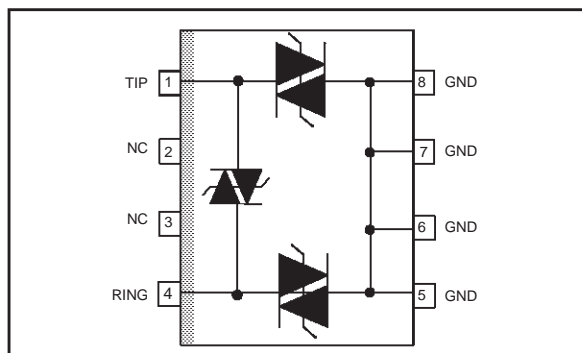 TIP 1 8 GND
NC 2 7 GND
NC 3 6 GND
RING 4 5 GND